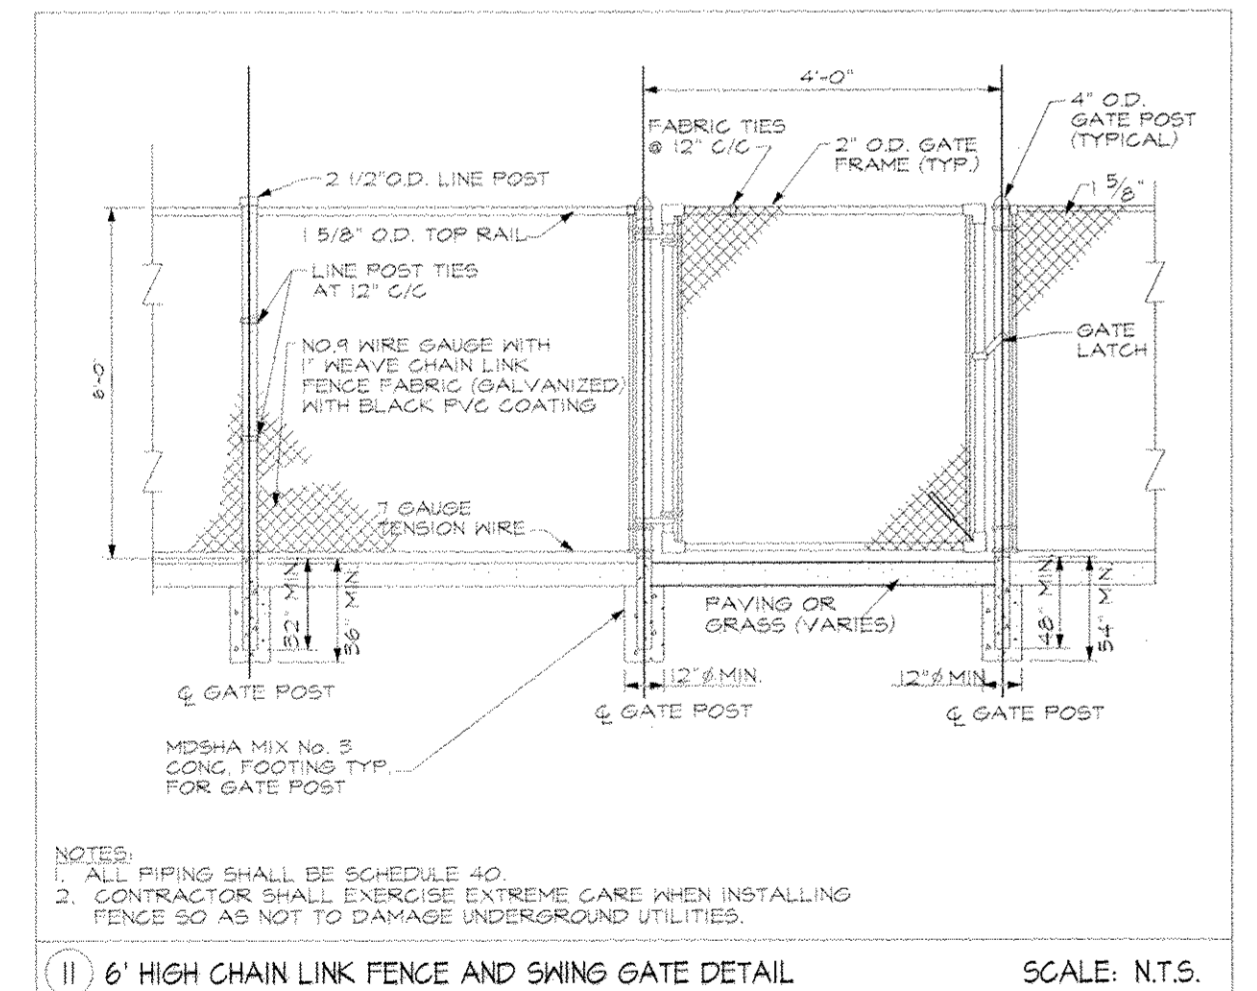 4'-0"
4" O.D.
GATE POST
(TYPICAL)
FABRIC TIES
@ 12" C/C
2" O.D. GATE
FRAME (TYP.)
2 1/2"O.D. LINE POST
1 5/8"
1 5/8" O.D. TOP RAIL
LINE POST TIES
AT 12" C/C
GATE
LATCH
NO.9 WIRE GAUGE WITH
1" WEAVE CHAIN LINK
FENCE FABRIC (GALVANIZED)
WITH BLACK PVC COATING
6'-0"
7 GAUGE
TENSION WIRE
32" MIN.
36" MIN.
PAVING OR
GRASS (VARIES)
48" MIN.
54" MIN.
12"Ø MIN.
12"Ø MIN.
℄ GATE POST
℄ GATE POST
℄ GATE POST
MDSHA MIX No. 3
CONC. FOOTING TYP.
FOR GATE POST
NOTES:
1. ALL PIPING SHALL BE SCHEDULE 40.
2. CONTRACTOR SHALL EXERCISE EXTREME CARE WHEN INSTALLING
FENCE SO AS NOT TO DAMAGE UNDERGROUND UTILITIES.
11 6' HIGH CHAIN LINK FENCE AND SWING GATE DETAIL
SCALE: N.T.S.